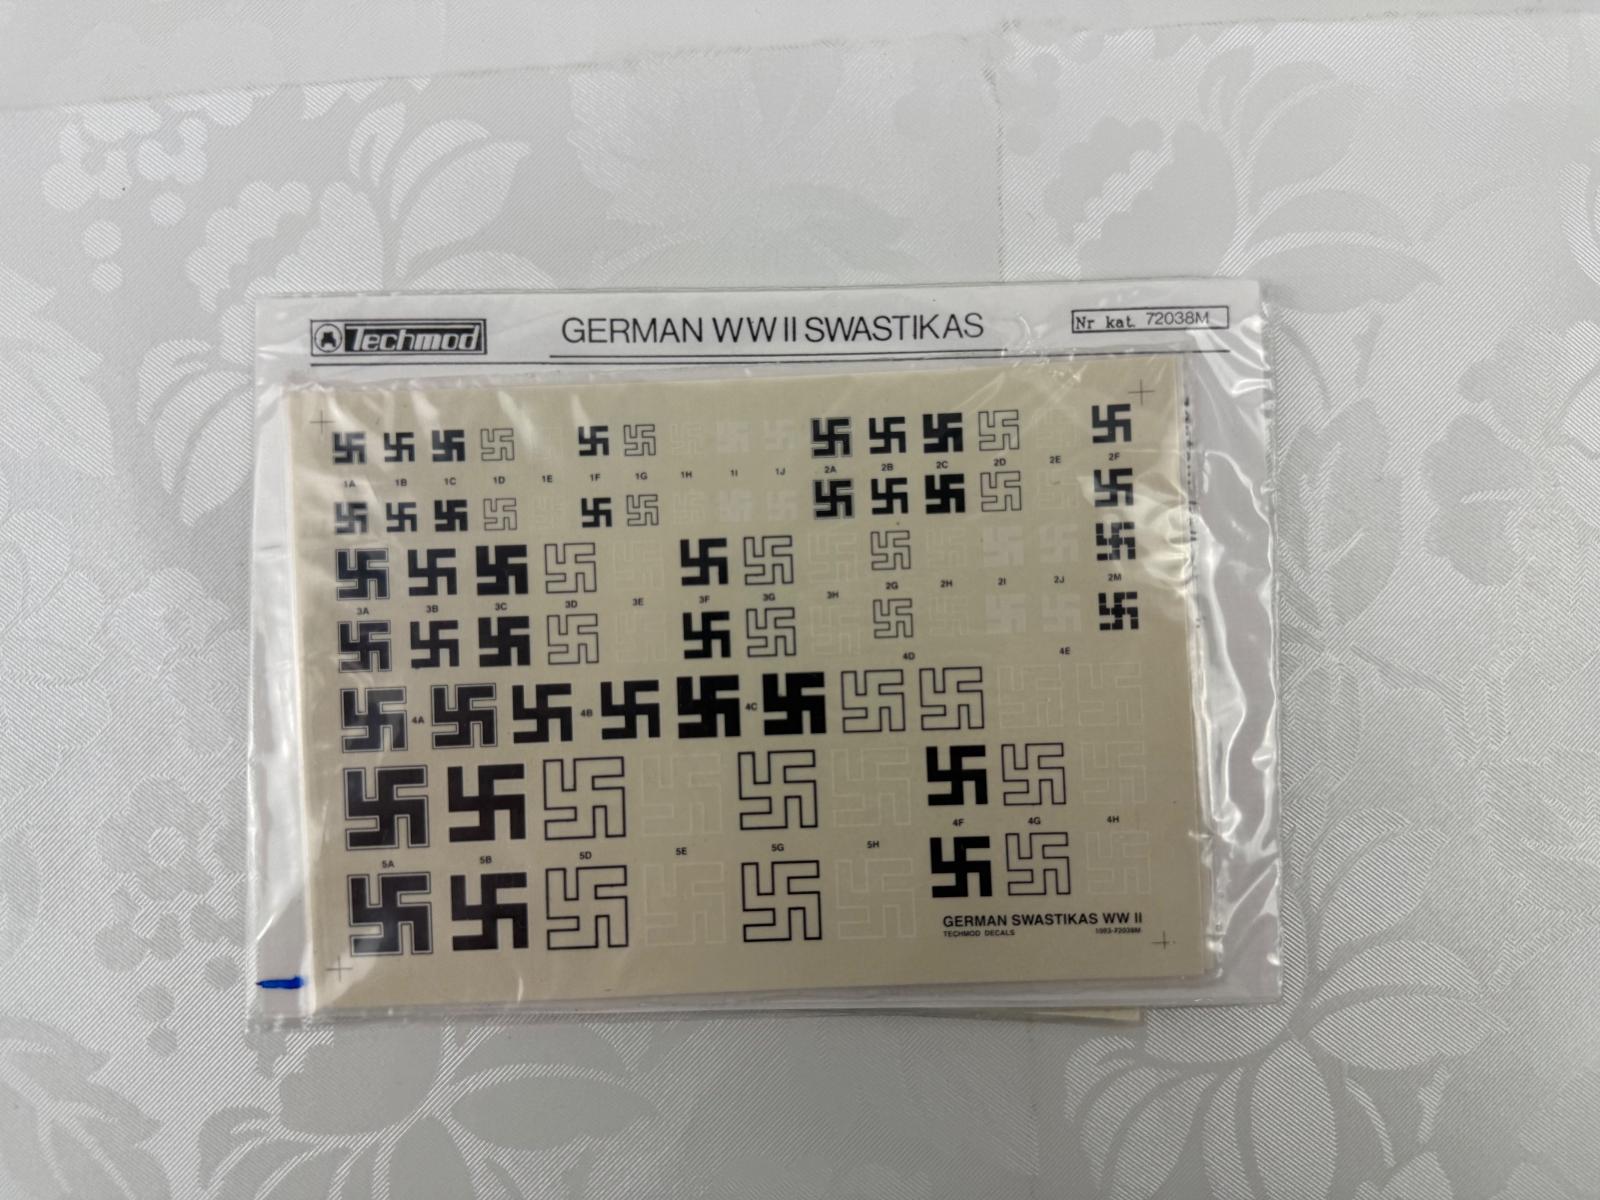 Techmod
GERMAN WW II SWASTIKAS
Nr kat. 72038M
1A 1B 1C 1D 1E 1F 1G 1H 1I 1J 2A 2B 2C 2D 2E 2F
3A 3B 3C 3D 3E 3F 3G 3H 2G 2H 2I 2J 2M
4D 4E
4A 4B 4C
4F 4G 4H
5A 5B 5D 5E 5G 5H
GERMAN SWASTIKAS WW II
TECHMOD DECALS